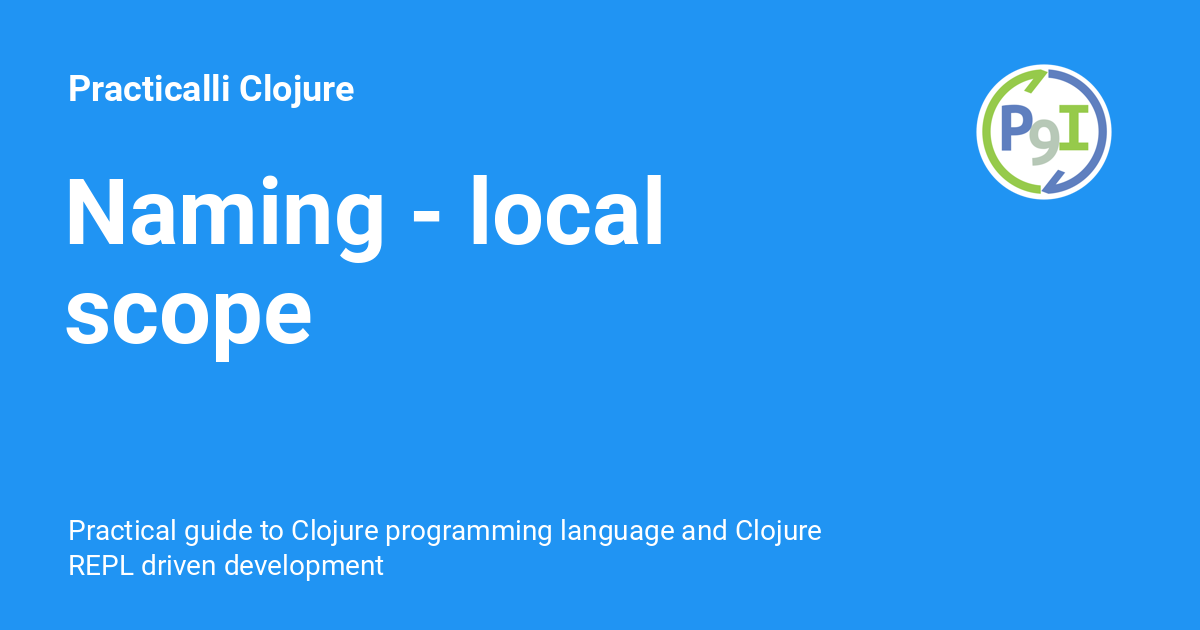 Practicalli Clojure
P9I
Naming - local
scope
Practical guide to Clojure programming language and Clojure
REPL driven development